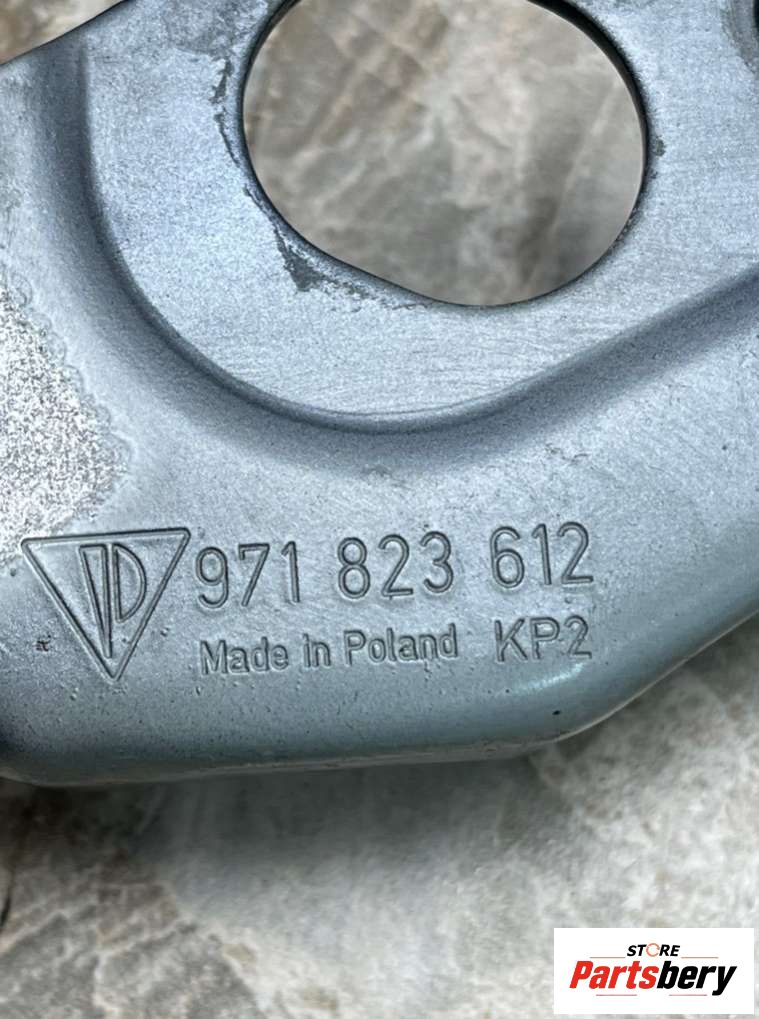 971 823 612
Made in Poland KP2
STORE
Partsbery